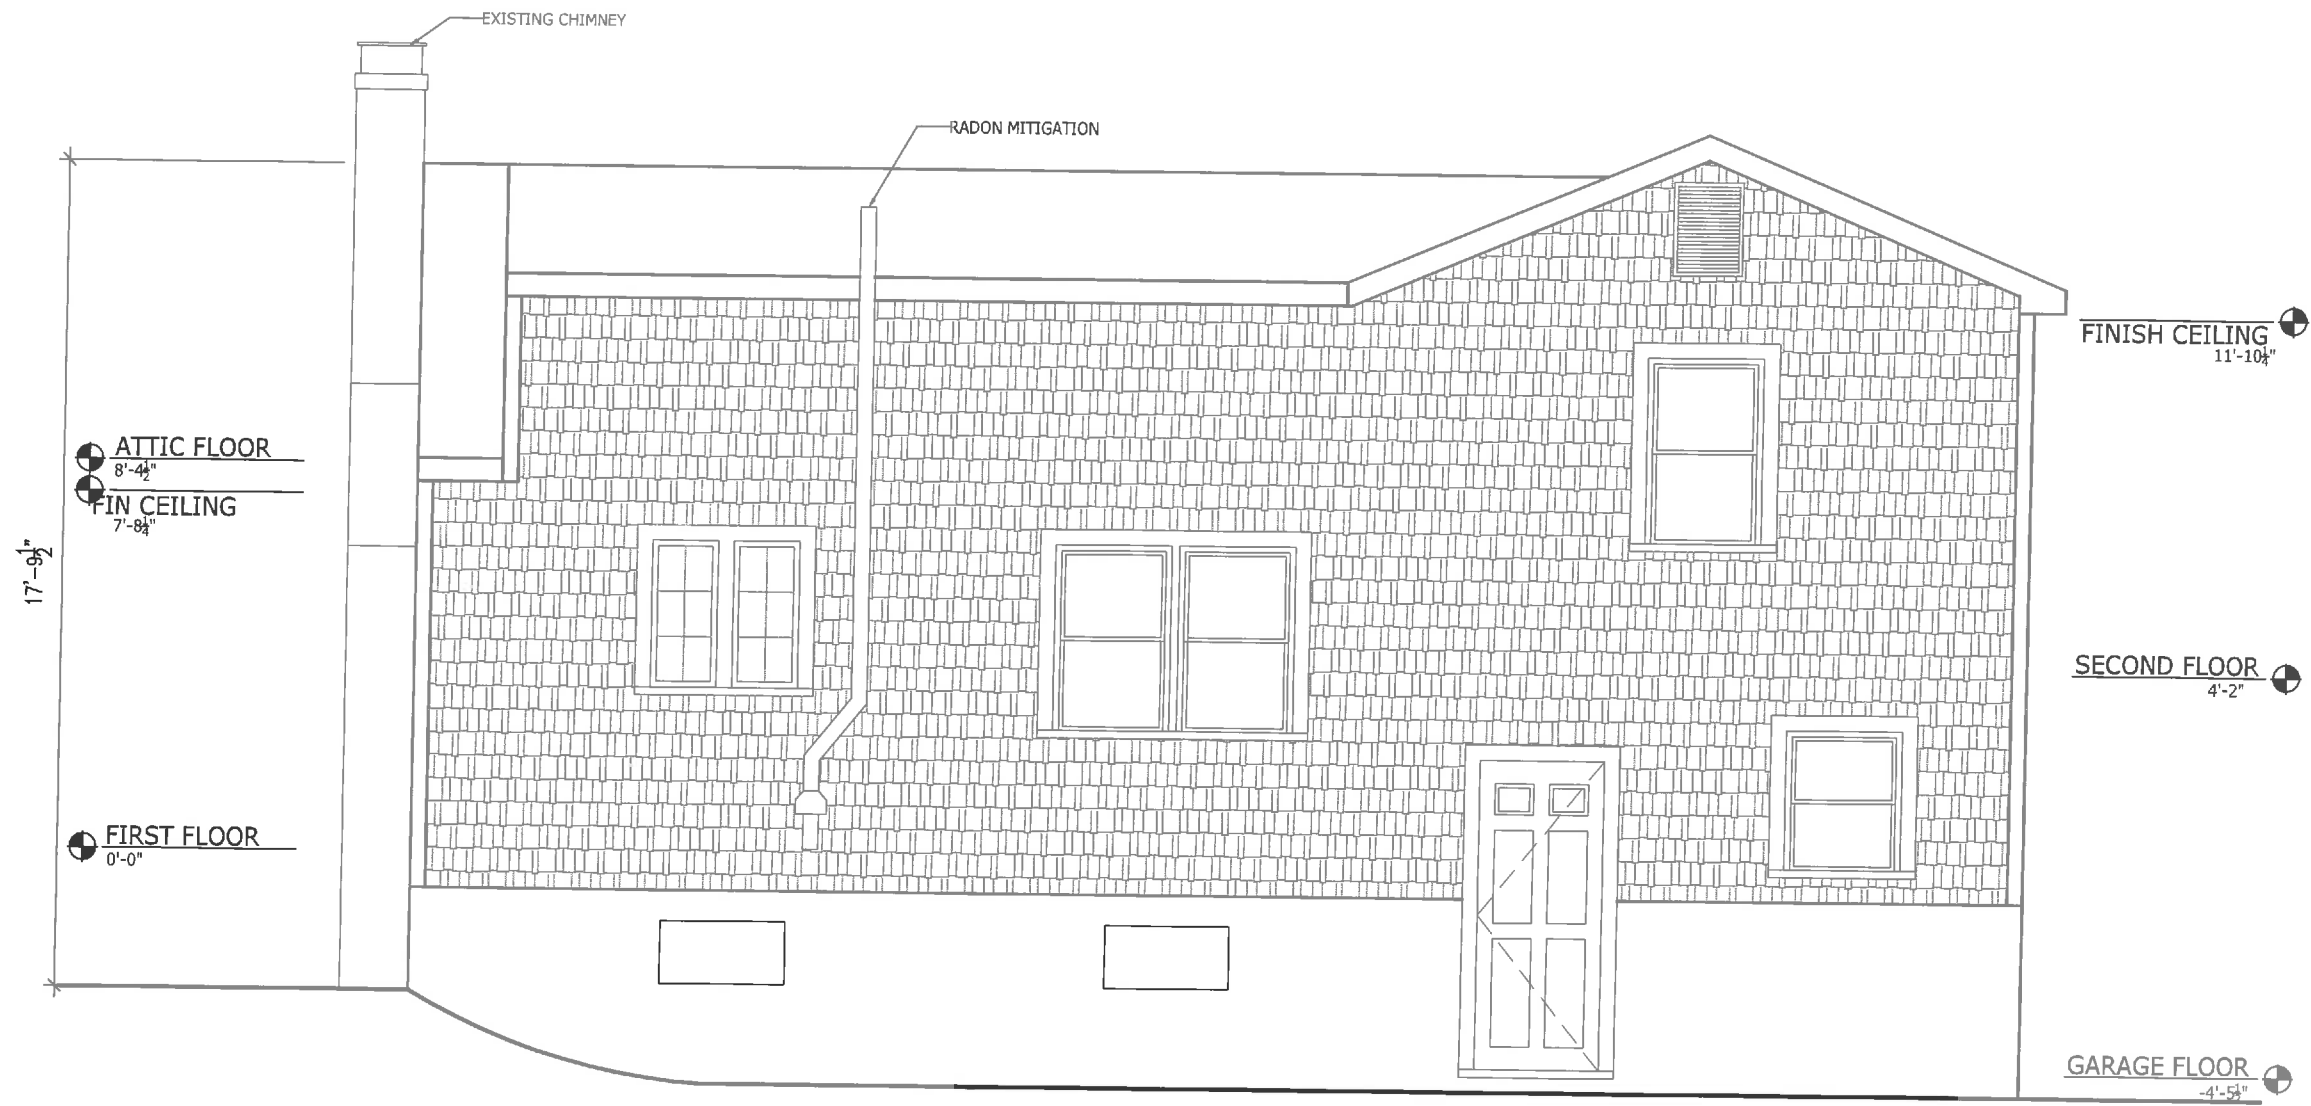 EXISTING CHIMNEY
RADON MITIGATION
FINISH CEILING
11'-10¼"
ATTIC FLOOR
8'-4½"
FIN CEILING
7'-8¼"
17'-9½"
SECOND FLOOR
4'-2"
FIRST FLOOR
0'-0"
GARAGE FLOOR
-4'-5½"